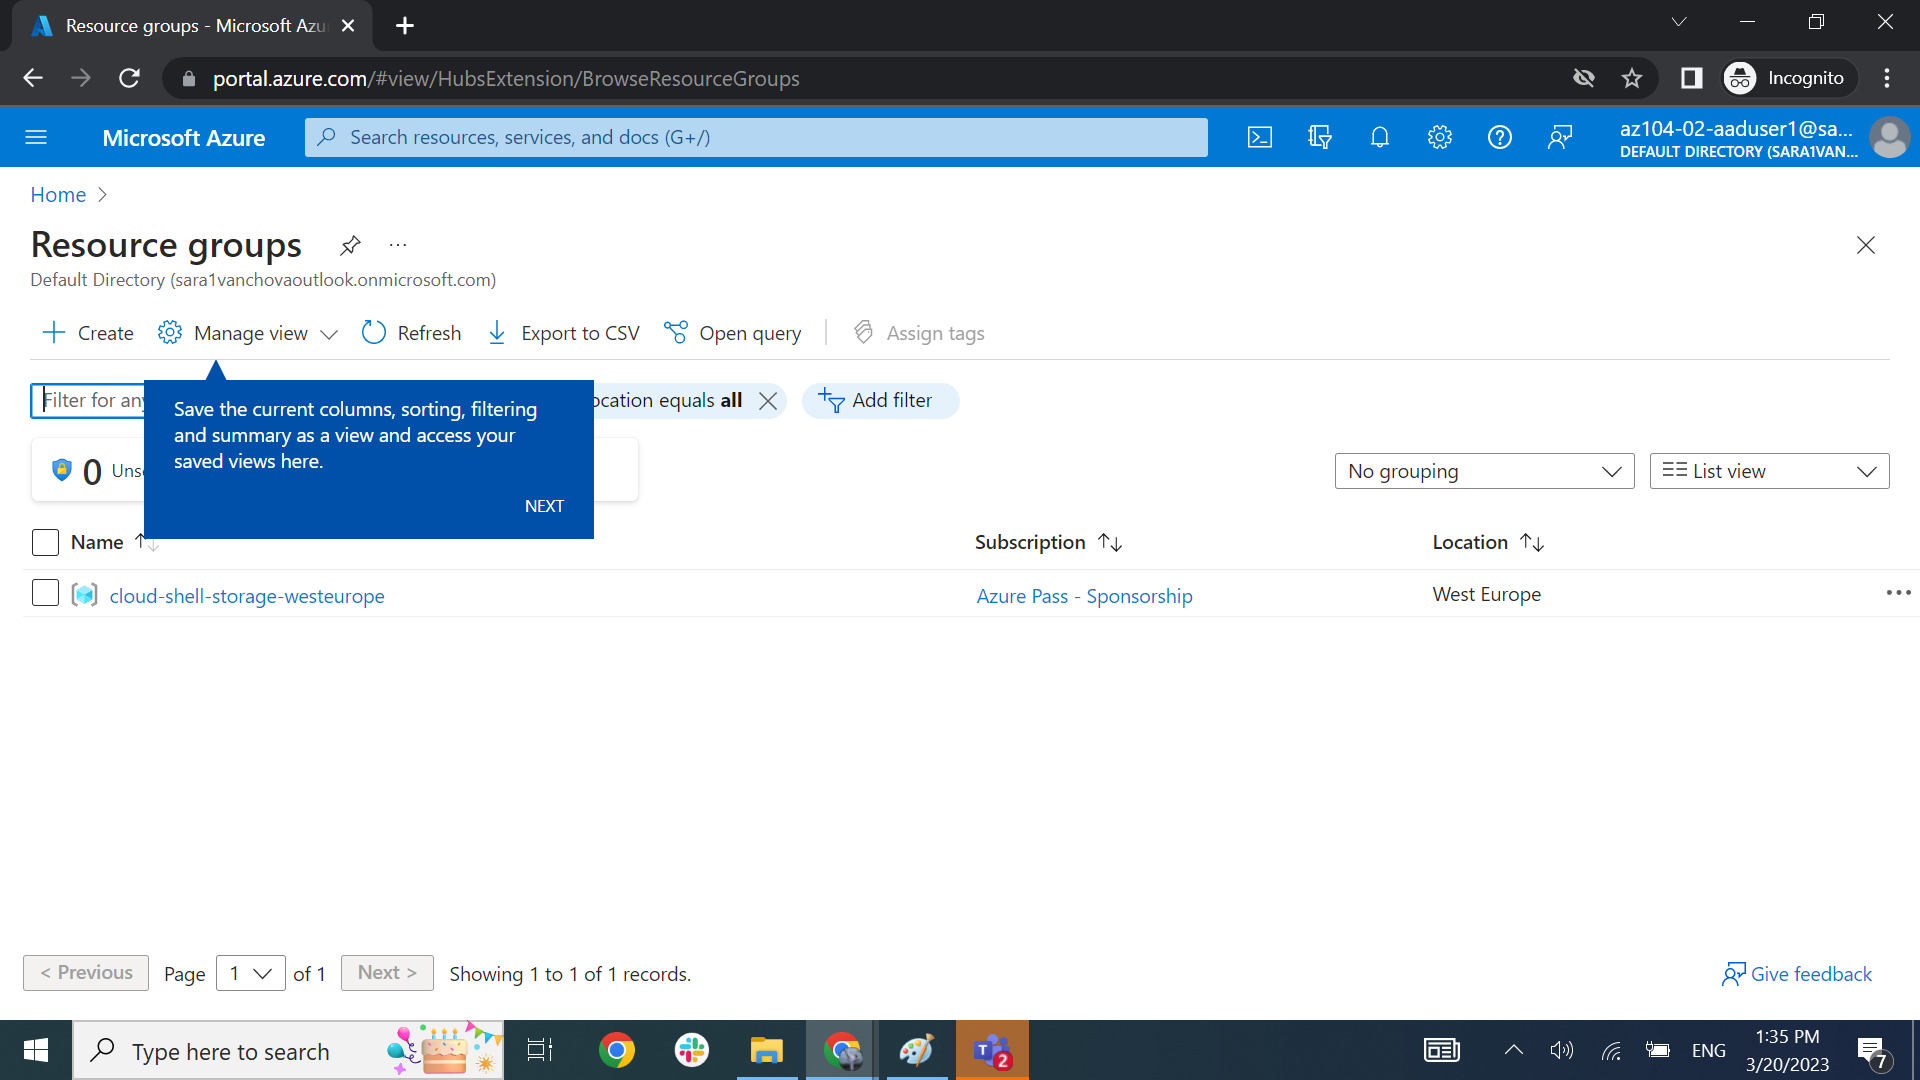 Resource groups - Microsoft Azu
portal.azure.com/#view/HubsExtension/BrowseResourceGroups
Incognito
Microsoft Azure
Search resources, services, and docs (G+/)
az104-02-aaduser1@sa...
DEFAULT DIRECTORY (SARA1VAN...
Home
Resource groups
Default Directory (sara1vanchovaoutlook.onmicrosoft.com)
Create
Manage view
Refresh
Export to CSV
Open query
Assign tags
Filter for any
Location equals all
Add filter
Save the current columns, sorting, filtering
and summary as a view and access your
saved views here.
NEXT
0 Unse
No grouping
List view
Name
Subscription
Location
cloud-shell-storage-westeurope
Azure Pass - Sponsorship
West Europe
< Previous
Page 1 of 1
Next >
Showing 1 to 1 of 1 records.
Give feedback
Type here to search
T 2
ENG
1:35 PM
3/20/2023
7